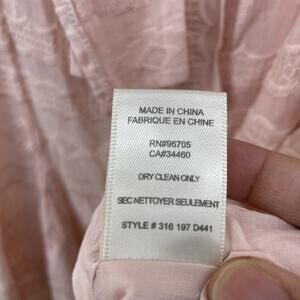 MADE IN CHINA
FABRIQUE EN CHINE
RN#96705
CA#34460
DRY CLEAN ONLY
SEC NETTOYER SEULEMENT
STYLE # 316 197 D441